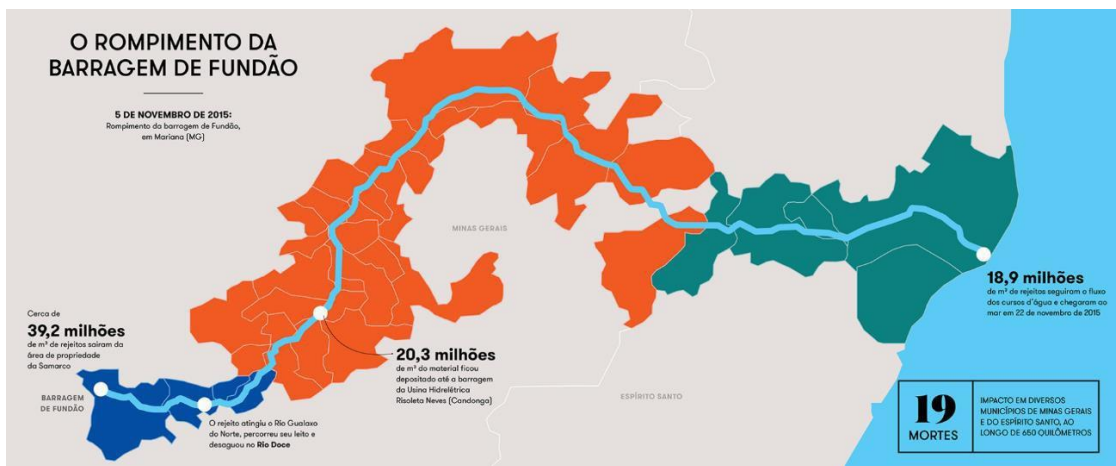 O ROMPIMENTO DA
BARRAGEM DE FUNDÃO
5 DE NOVEMBRO DE 2015:
Rompimento da barragem de Fundão,
em Mariana (MG)
MINAS GERAIS
Cerca de
39,2 milhões
de m³ de rejeitos saíram da
área de propriedade
da Samarco
BARRAGEM
DE FUNDÃO
O rejeito atingiu o Rio Gualaxo
do Norte, percorreu seu leito e
desaguou no Rio Doce
20,3 milhões
de m³ do material ficou
depositado até a barragem
da Usina Hidrelétrica
Risoleta Neves (Candonga)
18,9 milhões
de m³ de rejeitos seguiram o fluxo
dos cursos d'água e chegaram ao
mar em 22 de novembro de 2015
ESPÍRITO SANTO
19
MORTES
IMPACTO EM DIVERSOS
MUNICÍPIOS DE MINAS GERAIS
E DO ESPÍRITO SANTO, AO
LONGO DE 650 QUILÔMETROS